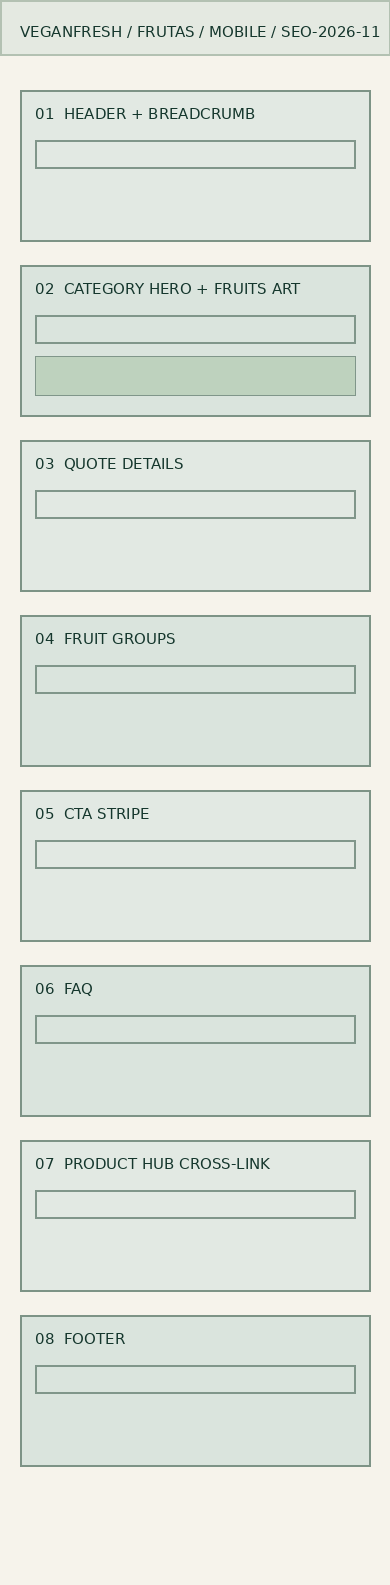 VEGANFRESH / FRUTAS / MOBILE / SEO-2026-11
01 HEADER + BREADCRUMB
02 CATEGORY HERO + FRUITS ART
03 QUOTE DETAILS
04 FRUIT GROUPS
05 CTA STRIPE
06 FAQ
07 PRODUCT HUB CROSS-LINK
08 FOOTER